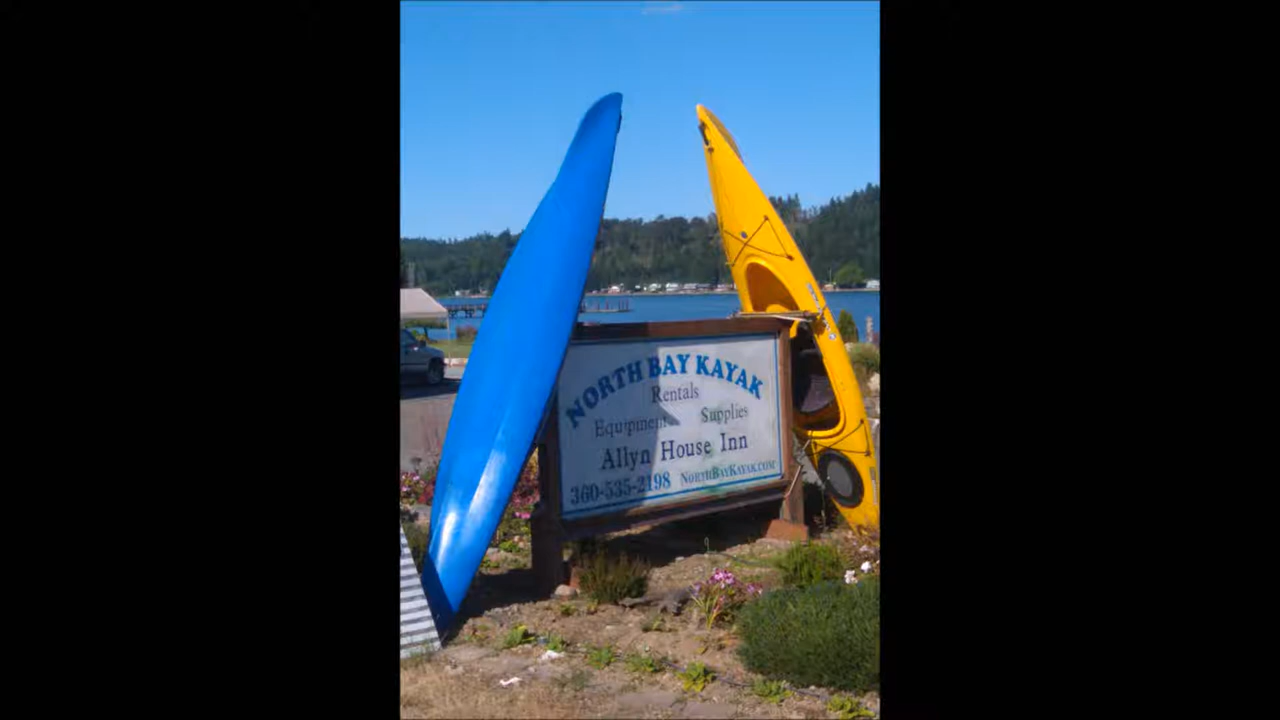 NORTH BAY KAYAK
Rentals
Equipment Supplies
Allyn House Inn
360-535-2198 NORTHBAYKAYAK.COM